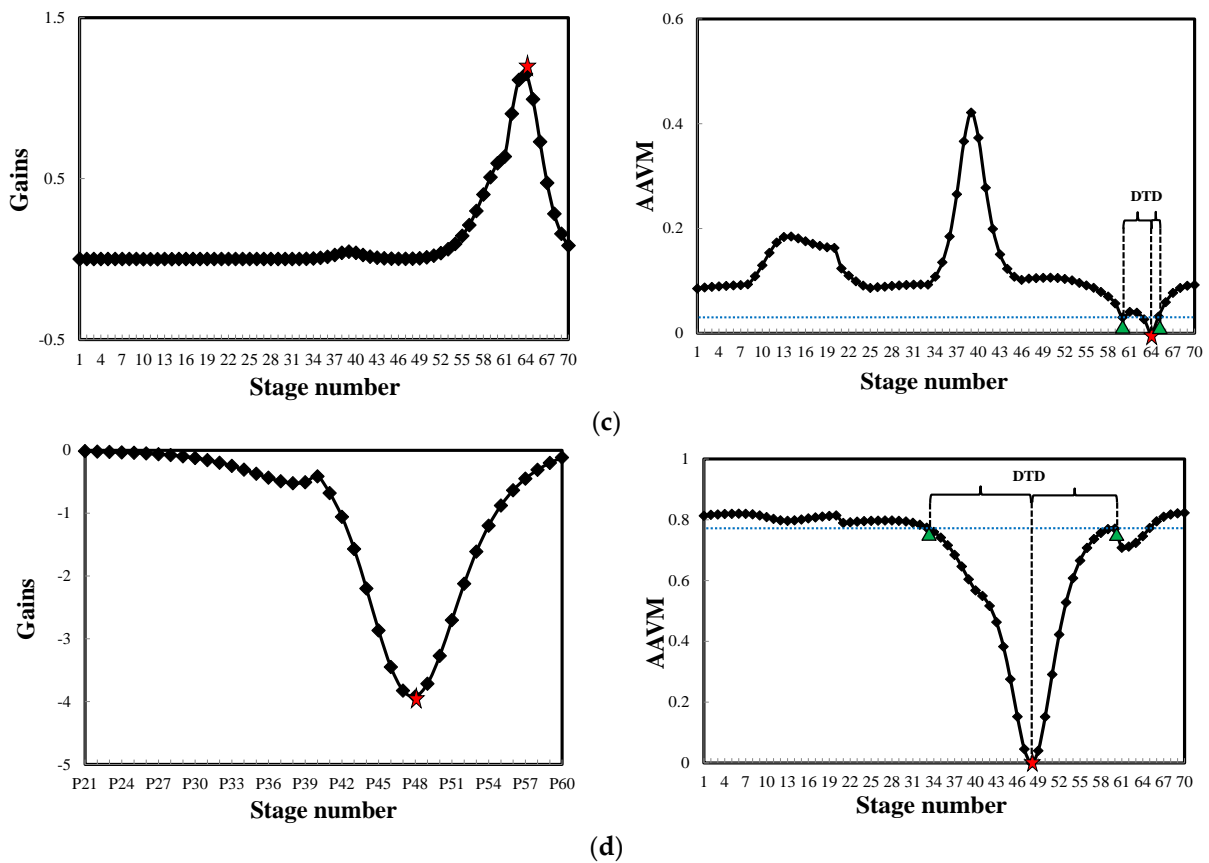 1.5
0.5
-0.5
Gains
1 4 7 10 13 16 19 22 25 28 31 34 37 40 43 46 49 52 55 58 61 64 67 70
Stage number
0.6
0.4
0.2
0
AAVM
DTD
1 4 7 10 13 16 19 22 25 28 31 34 37 40 43 46 49 52 55 58 61 64 67 70
Stage number
(c)
0
-1
-2
-3
-4
-5
Gains
P21 P24 P27 P30 P33 P36 P39 P42 P45 P48 P51 P54 P57 P60
Stage number
1
0.8
0.6
0.4
0.2
0
AAVM
DTD
1 4 7 10 13 16 19 22 25 28 31 34 37 40 43 46 49 52 55 58 61 64 67 70
Stage number
(d)